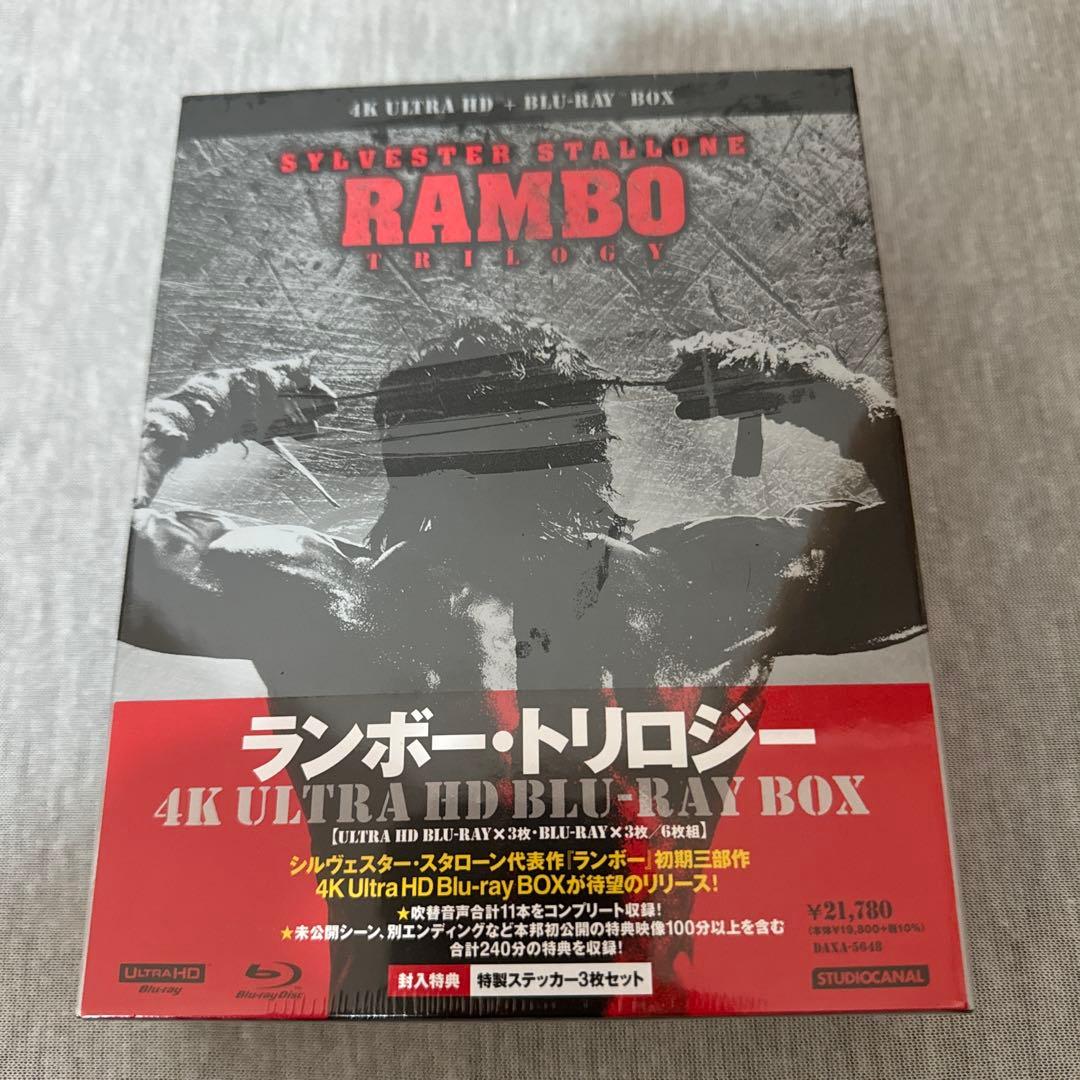 4K ULTRA HD + BLU-RAY™ BOX
SYLVESTER STALLONE
RAMBO
TRILOGY
ランボー・トリロジー
4K ULTRA HD BLU-RAY BOX
【ULTRA HD BLU-RAY×3枚・BLU-RAY×3枚/6枚組】
シルヴェスター・スタローン代表作『ランボー』初期三部作
4K Ultra HD Blu-ray BOXが待望のリリース!
★吹替音声合計11本をコンプリート収録!
★未公開シーン、別エンディングなど本邦初公開の特典映像100分以上を含む
合計240分の特典を収録!
封入特典 特製ステッカー3枚セット
¥21,780
(本体¥19,800+税10%)
DAXA-5648
STUDIOCANAL
ULTRA HD
Blu-ray
Blu-ray Disc